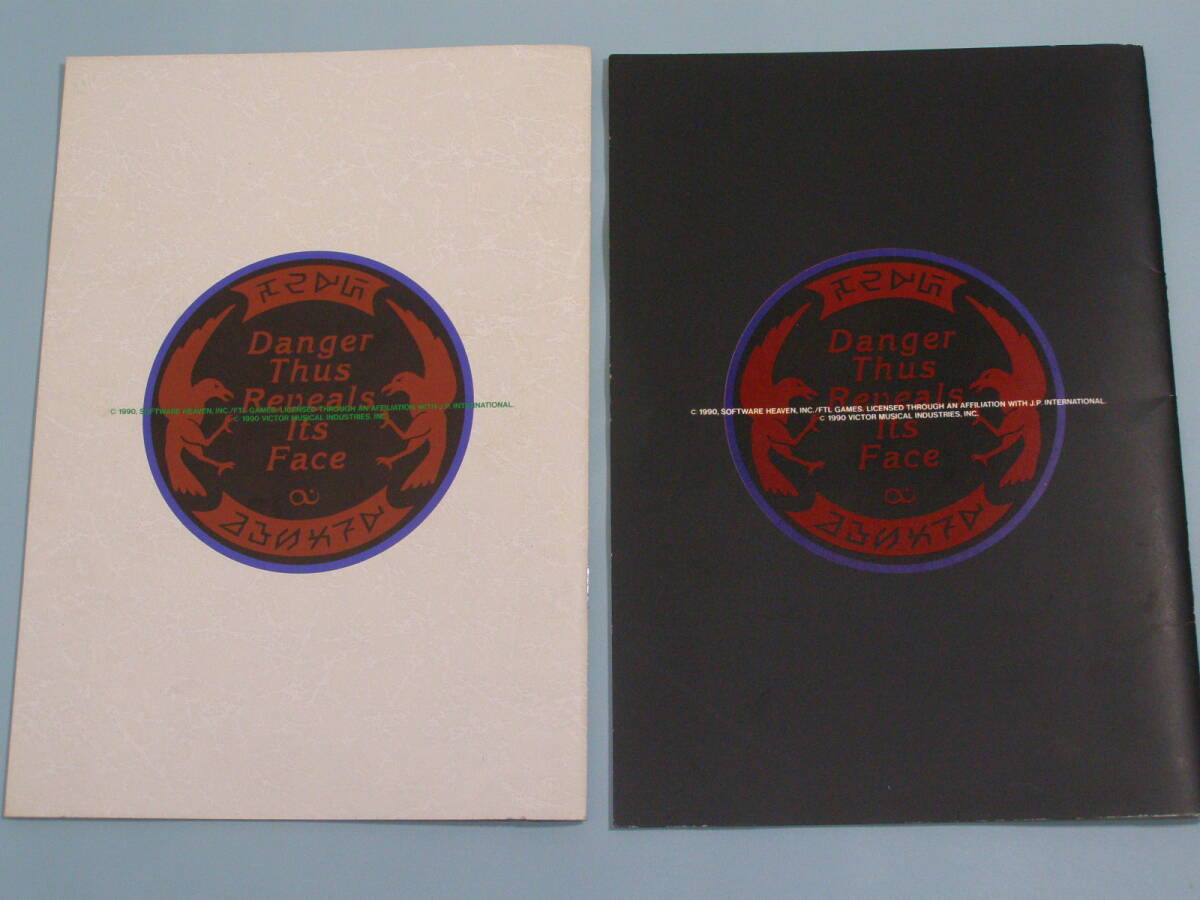 Danger
Thus
Reveals
© 1990, SOFTWARE HEAVEN, INC./FTL GAMES. LICENSED THROUGH AN AFFILIATION WITH J.P. INTERNATIONAL.
© 1990 VICTOR MUSICAL INDUSTRIES, INC.
Its
Face
Danger
Thus
Reveals
© 1990, SOFTWARE HEAVEN, INC./FTL GAMES. LICENSED THROUGH AN AFFILIATION WITH J.P. INTERNATIONAL.
© 1990 VICTOR MUSICAL INDUSTRIES, INC.
Its
Face